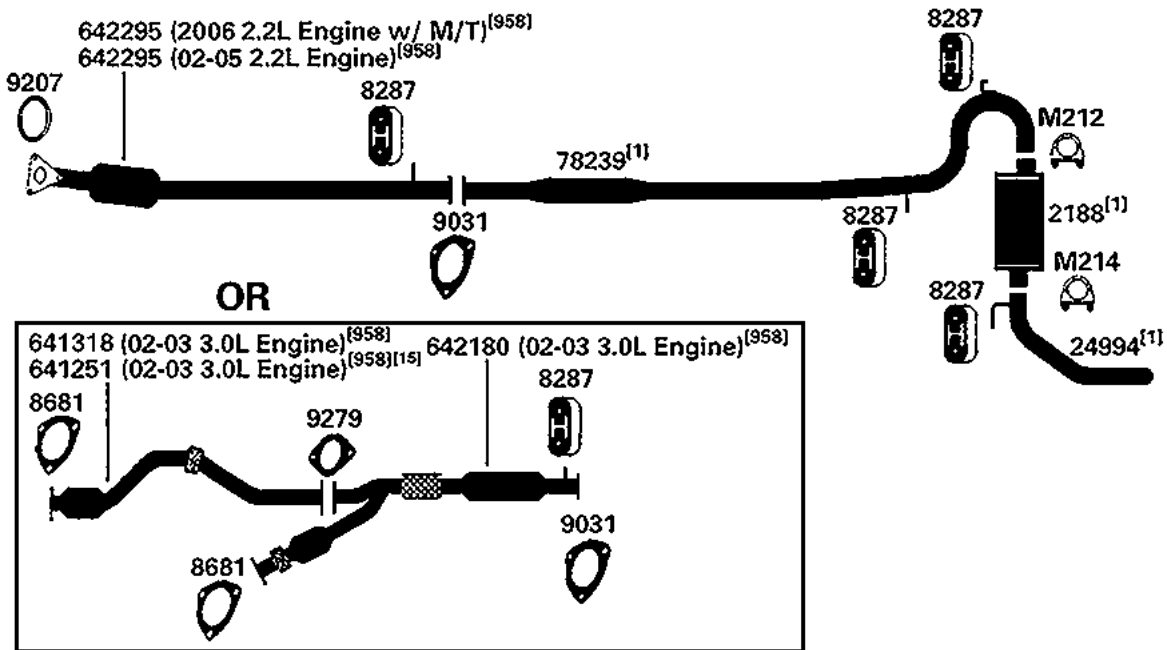 642295 (2006 2.2L Engine w/ M/T)[958]
642295 (02-05 2.2L Engine)[958]
9207
8287
8287
M212
78239[1]
9031
8287
2188[1]
M214
8287
24994[1]
OR
641318 (02-03 3.0L Engine)[958]
641251 (02-03 3.0L Engine)[958][15]
642180 (02-03 3.0L Engine)[958]
8681
9279
8287
8681
9031